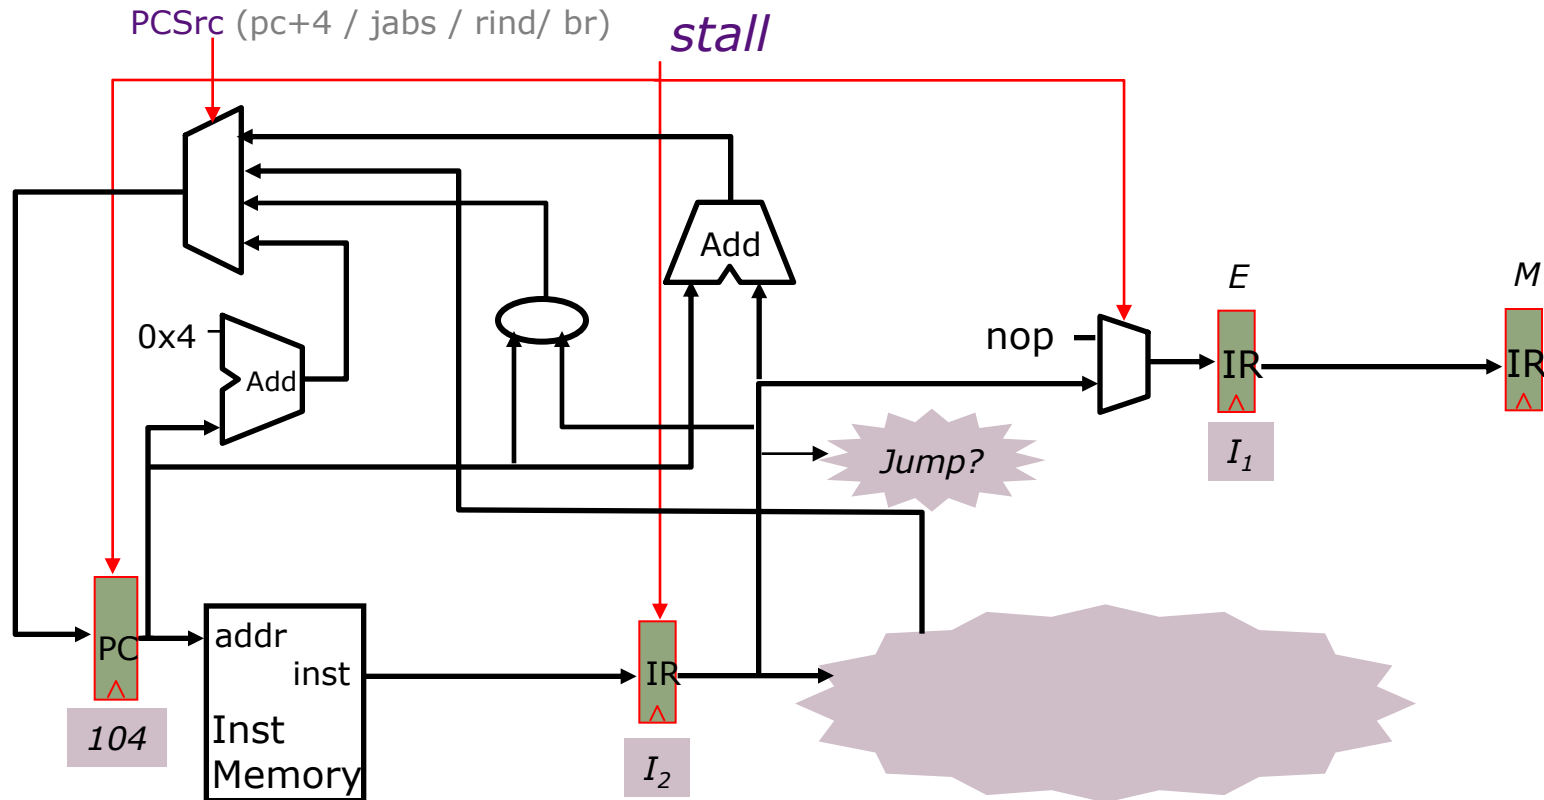 PCSrc (pc+4 / jabs / rind/ br)
stall
Add
E
M
0x4
Add
nop
IR
IR
Jump?
I1
PC
addr
inst
IR
Inst
Memory
104
I2